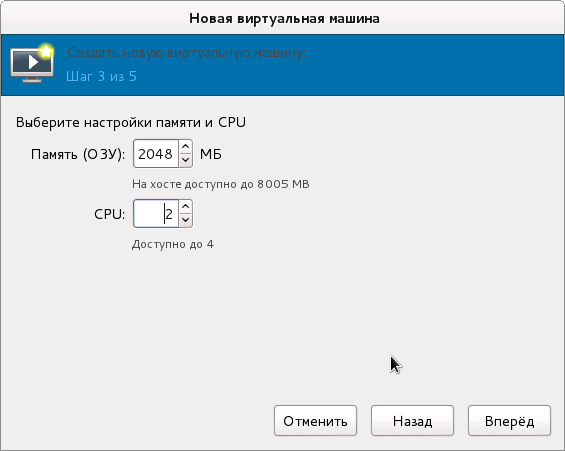 Новая виртуальная машина
Создать новую виртуальную машину:
Шаг 3 из 5
Выберите настройки памяти и CPU
Память (ОЗУ): 2048 МБ
На хосте доступно до 8005 MB
CPU: 2
Доступно до 4
Отменить Назад Вперёд